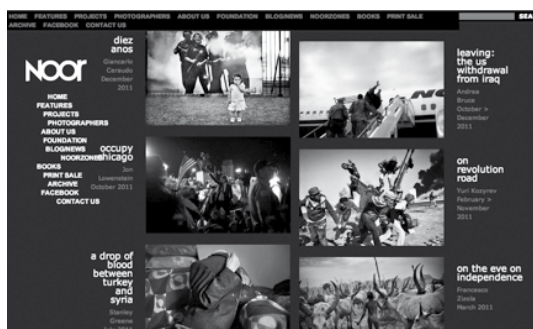 HOME FEATURES PROJECTS PHOTOGRAPHERS ABOUT US FOUNDATION BLOG/NEWS NOORZONES BOOKS PRINT SALE SEA
ARCHIVE FACEBOOK CONTACT US
NOOR
HOME
FEATURES
PROJECTS
PHOTOGRAPHERS
ABOUT US
FOUNDATION
BLOG/NEWS
NOORZONES
BOOKS
PRINT SALE
ARCHIVE
FACEBOOK
CONTACT US
diez
anos
Giancarlo
Ceraudo
December
2011
leaving:
the us
withdrawal
from iraq
Andrea
Bruce
October >
December
2011
occupy
chicago
Jon
Lowenstein
October 2011
on
revolution
road
Yuri Kozyrev
February >
November
2011
a drop of
blood
between
turkey
and
syria
Stanley
Greene
on the eve on
independence
Francesco
Zizola
March 2011